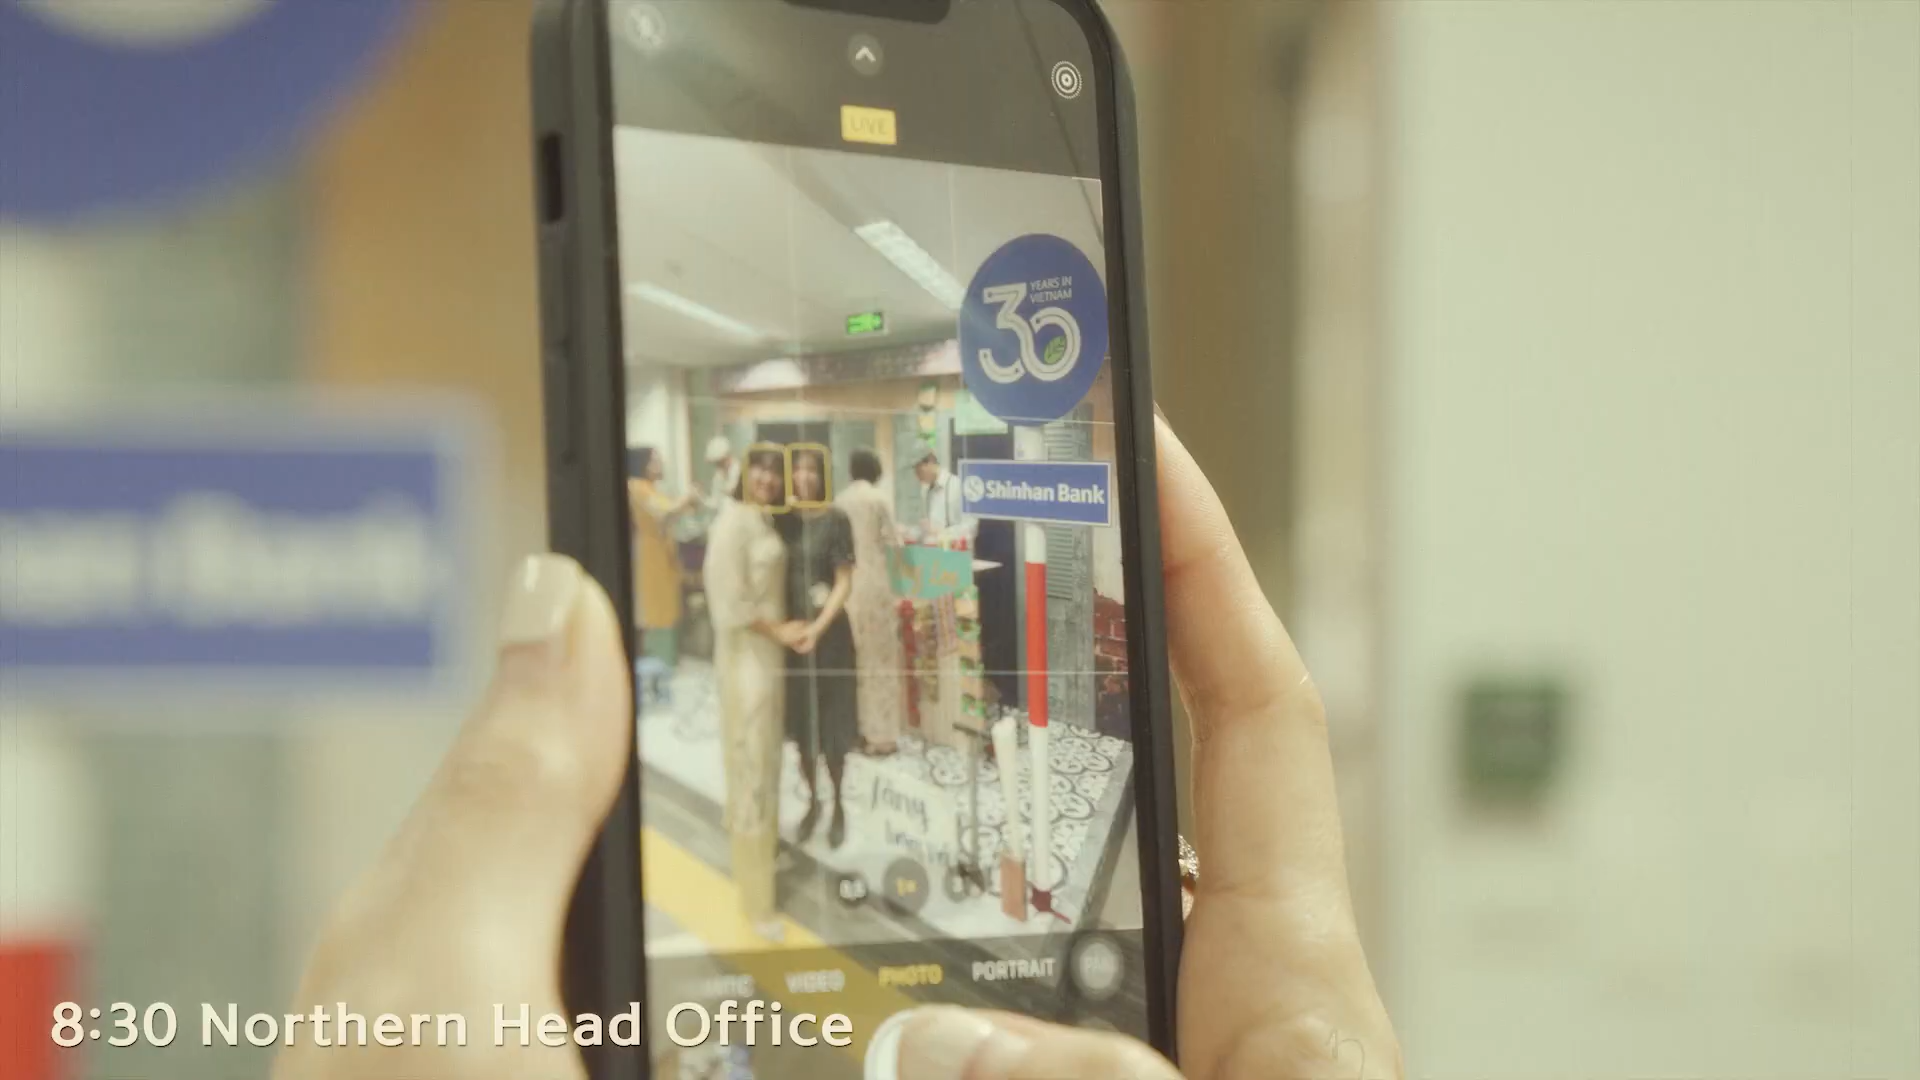 LIVE
YEARS IN
VIETNAM
30
Shinhan Bank
VIDEO
PHOTO
PORTRAIT
8:30 Northern Head Office